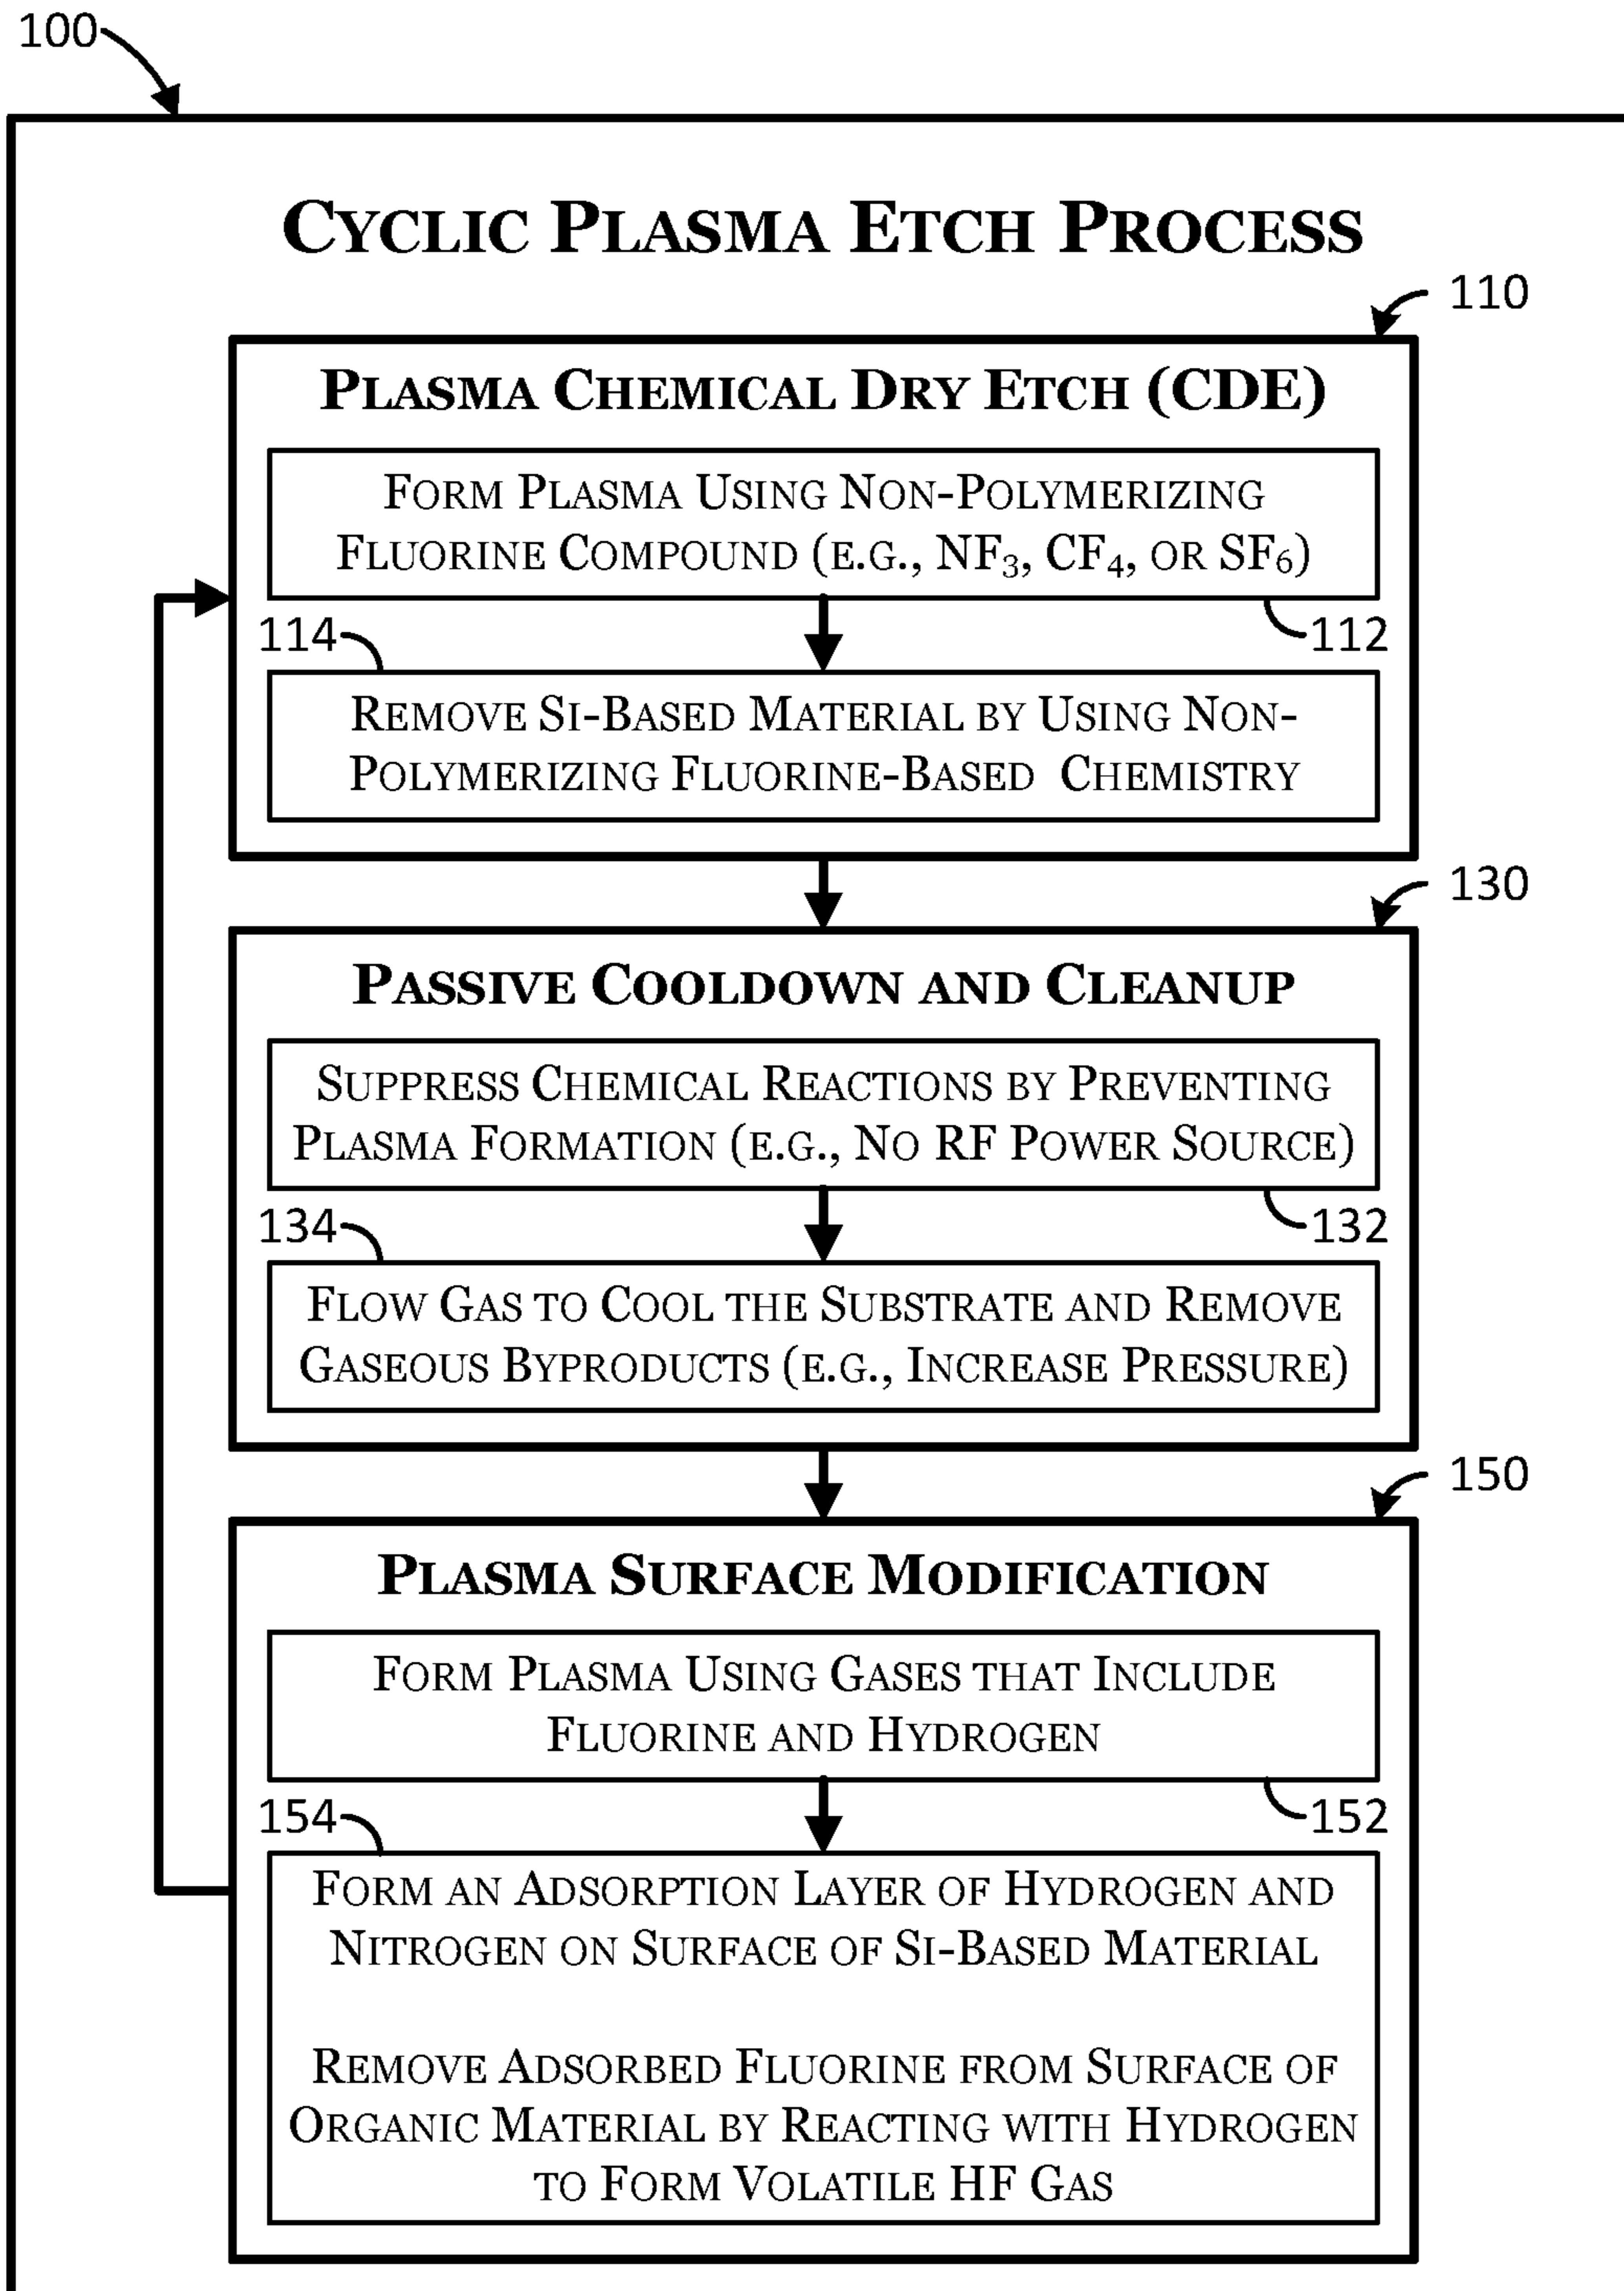 100
CYCLIC PLASMA ETCH PROCESS
110
PLASMA CHEMICAL DRY ETCH (CDE)
FORM PLASMA USING NON-POLYMERIZING
FLUORINE COMPOUND (E.G., NF₃, CF₄, OR SF₆)
114
112
REMOVE SI-BASED MATERIAL BY USING NON-
POLYMERIZING FLUORINE-BASED CHEMISTRY
130
PASSIVE COOLDOWN AND CLEANUP
SUPPRESS CHEMICAL REACTIONS BY PREVENTING
PLASMA FORMATION (E.G., NO RF POWER SOURCE)
134
132
FLOW GAS TO COOL THE SUBSTRATE AND REMOVE
GASEOUS BYPRODUCTS (E.G., INCREASE PRESSURE)
150
PLASMA SURFACE MODIFICATION
FORM PLASMA USING GASES THAT INCLUDE
FLUORINE AND HYDROGEN
154
152
FORM AN ADSORPTION LAYER OF HYDROGEN AND
NITROGEN ON SURFACE OF SI-BASED MATERIAL
REMOVE ADSORBED FLUORINE FROM SURFACE OF
ORGANIC MATERIAL BY REACTING WITH HYDROGEN
TO FORM VOLATILE HF GAS